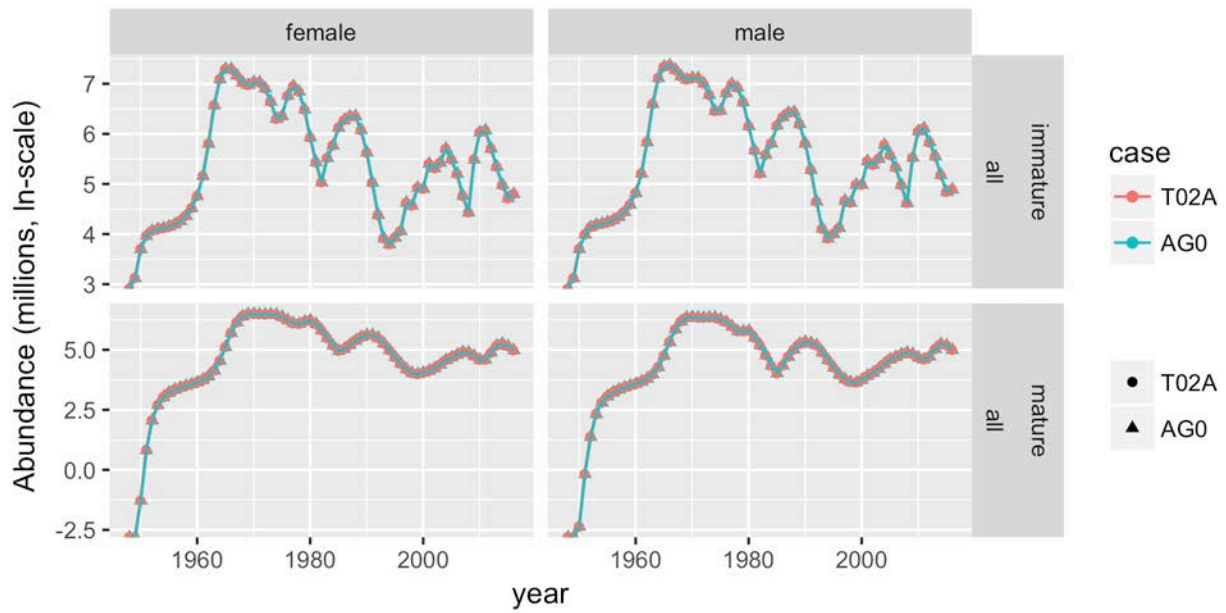 female
male
Abundance (millions, ln-scale)
7
6
5
4
3
immature
all
5.0
2.5
0.0
-2.5
mature
all
1960
1980
2000
1960
1980
2000
year
case
T02A
AG0
T02A
AG0